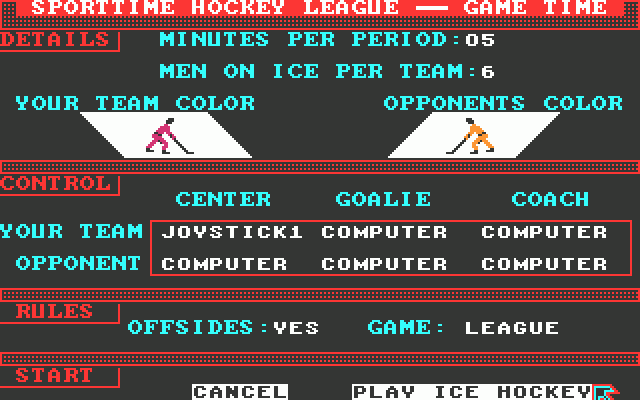 SPORTTIME HOCKEY LEAGUE — GAME TIME
DETAILS
MINUTES PER PERIOD:05
MEN ON ICE PER TEAM:6
YOUR TEAM COLOR OPPONENTS COLOR
CONTROL
CENTER GOALIE COACH
YOUR TEAM JOYSTICK1 COMPUTER COMPUTER
OPPONENT COMPUTER COMPUTER COMPUTER
RULES
OFFSIDES:YES GAME: LEAGUE
START
CANCEL PLAY ICE HOCKEY